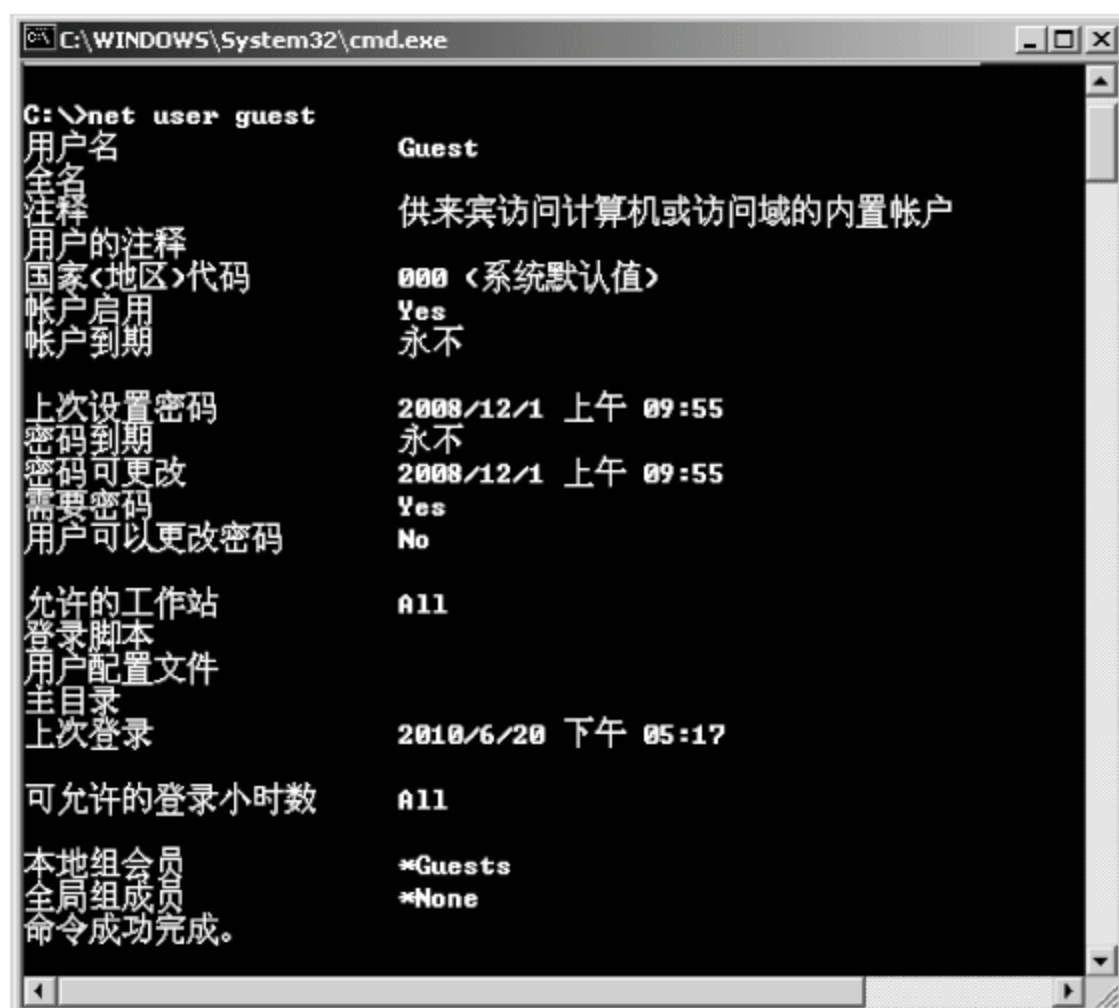 C:\WINDOWS\System32\cmd.exe
C:\>net user guest
用户名 Guest
全名
注释 供来宾访问计算机或访问域的内置帐户
用户的注释
国家<地区>代码 000 <系统默认值>
帐户启用 Yes
帐户到期 永不
上次设置密码 2008/12/1 上午 09:55
密码到期 永不
密码可更改 2008/12/1 上午 09:55
需要密码 Yes
用户可以更改密码 No
允许的工作站 All
登录脚本
用户配置文件
主目录
上次登录 2010/6/20 下午 05:17
可允许的登录小时数 All
本地组会员 *Guests
全局组成员 *None
命令成功完成。